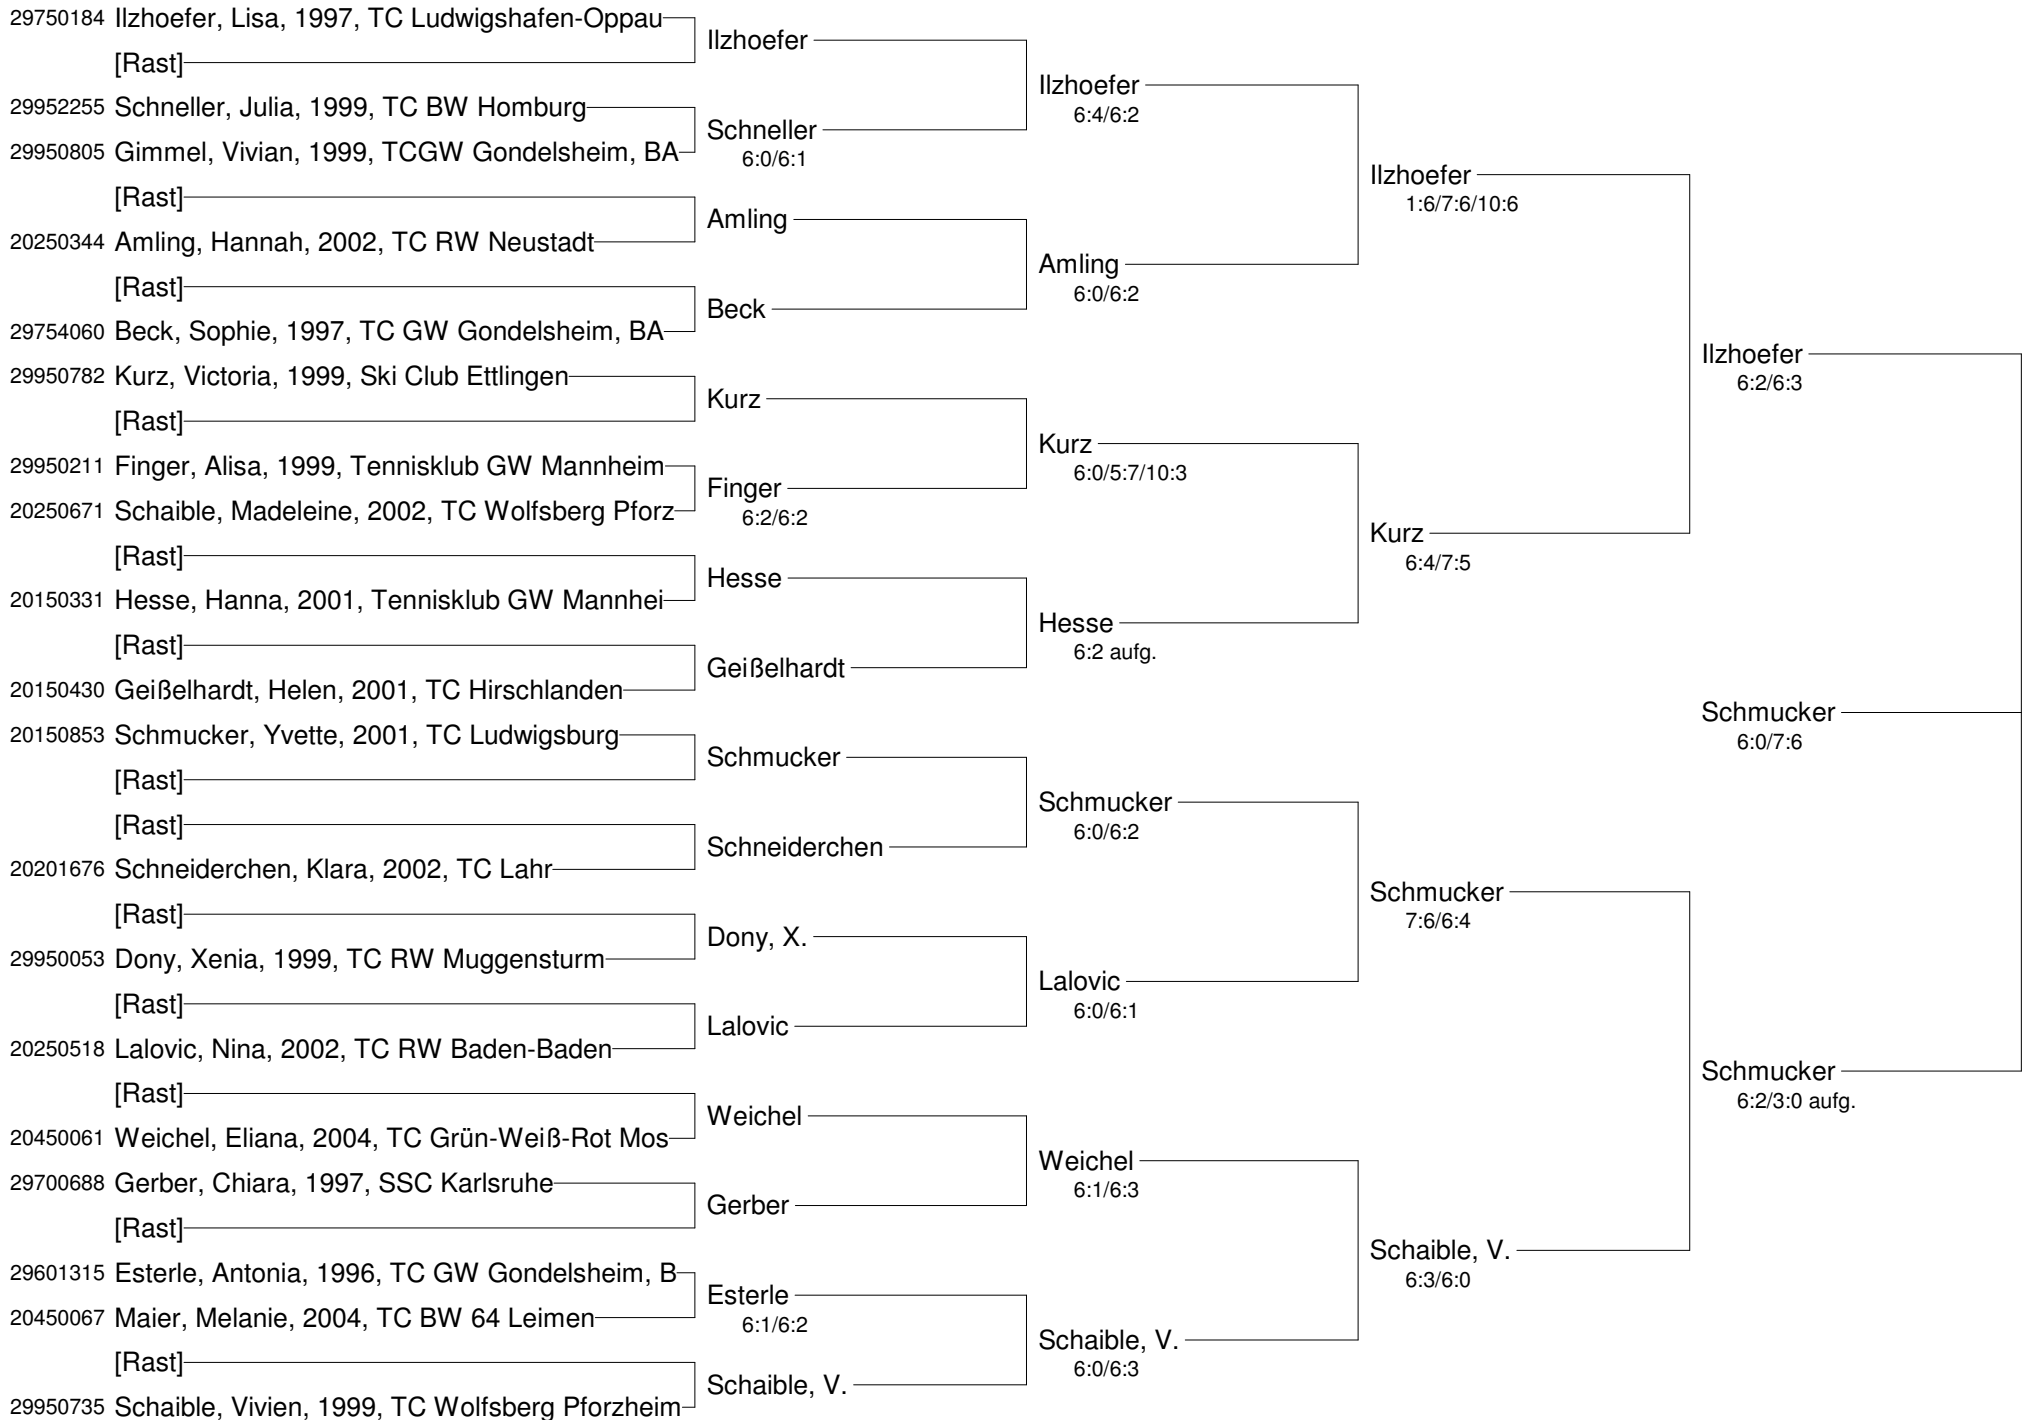 29750184 Ilzhoefer, Lisa, 1997, TC Ludwigshafen-Oppau
[Rast]
29952255 Schneller, Julia, 1999, TC BW Homburg
29950805 Gimmel, Vivian, 1999, TCGW Gondelsheim, BA
[Rast]
20250344 Amling, Hannah, 2002, TC RW Neustadt
[Rast]
29754060 Beck, Sophie, 1997, TC GW Gondelsheim, BA
29950782 Kurz, Victoria, 1999, Ski Club Ettlingen
[Rast]
29950211 Finger, Alisa, 1999, Tennisklub GW Mannheim
20250671 Schaible, Madeleine, 2002, TC Wolfsberg Pforz
[Rast]
20150331 Hesse, Hanna, 2001, Tennisklub GW Mannhei
[Rast]
20150430 Geißelhardt, Helen, 2001, TC Hirschlanden
20150853 Schmucker, Yvette, 2001, TC Ludwigsburg
[Rast]
[Rast]
20201676 Schneiderchen, Klara, 2002, TC Lahr
[Rast]
29950053 Dony, Xenia, 1999, TC RW Muggensturm
[Rast]
20250518 Lalovic, Nina, 2002, TC RW Baden-Baden
[Rast]
20450061 Weichel, Eliana, 2004, TC Grün-Weiß-Rot Mos
29700688 Gerber, Chiara, 1997, SSC Karlsruhe
[Rast]
29601315 Esterle, Antonia, 1996, TC GW Gondelsheim, B
20450067 Maier, Melanie, 2004, TC BW 64 Leimen
[Rast]
29950735 Schaible, Vivien, 1999, TC Wolfsberg Pforzheim
Ilzhoefer
Schneller
6:0/6:1
Amling
Beck
Kurz
Finger
6:2/6:2
Hesse
Geißelhardt
Schmucker
Schneiderchen
Dony, X.
Lalovic
Weichel
Gerber
Esterle
6:1/6:2
Schaible, V.
Ilzhoefer
6:4/6:2
Amling
6:0/6:2
Kurz
6:0/5:7/10:3
Hesse
6:2 aufg.
Schmucker
6:0/6:2
Lalovic
6:0/6:1
Weichel
6:1/6:3
Schaible, V.
6:0/6:3
Ilzhoefer
1:6/7:6/10:6
Kurz
6:4/7:5
Schmucker
7:6/6:4
Schaible, V.
6:3/6:0
Ilzhoefer
6:2/6:3
Schmucker
6:0/7:6
Schmucker
6:2/3:0 aufg.